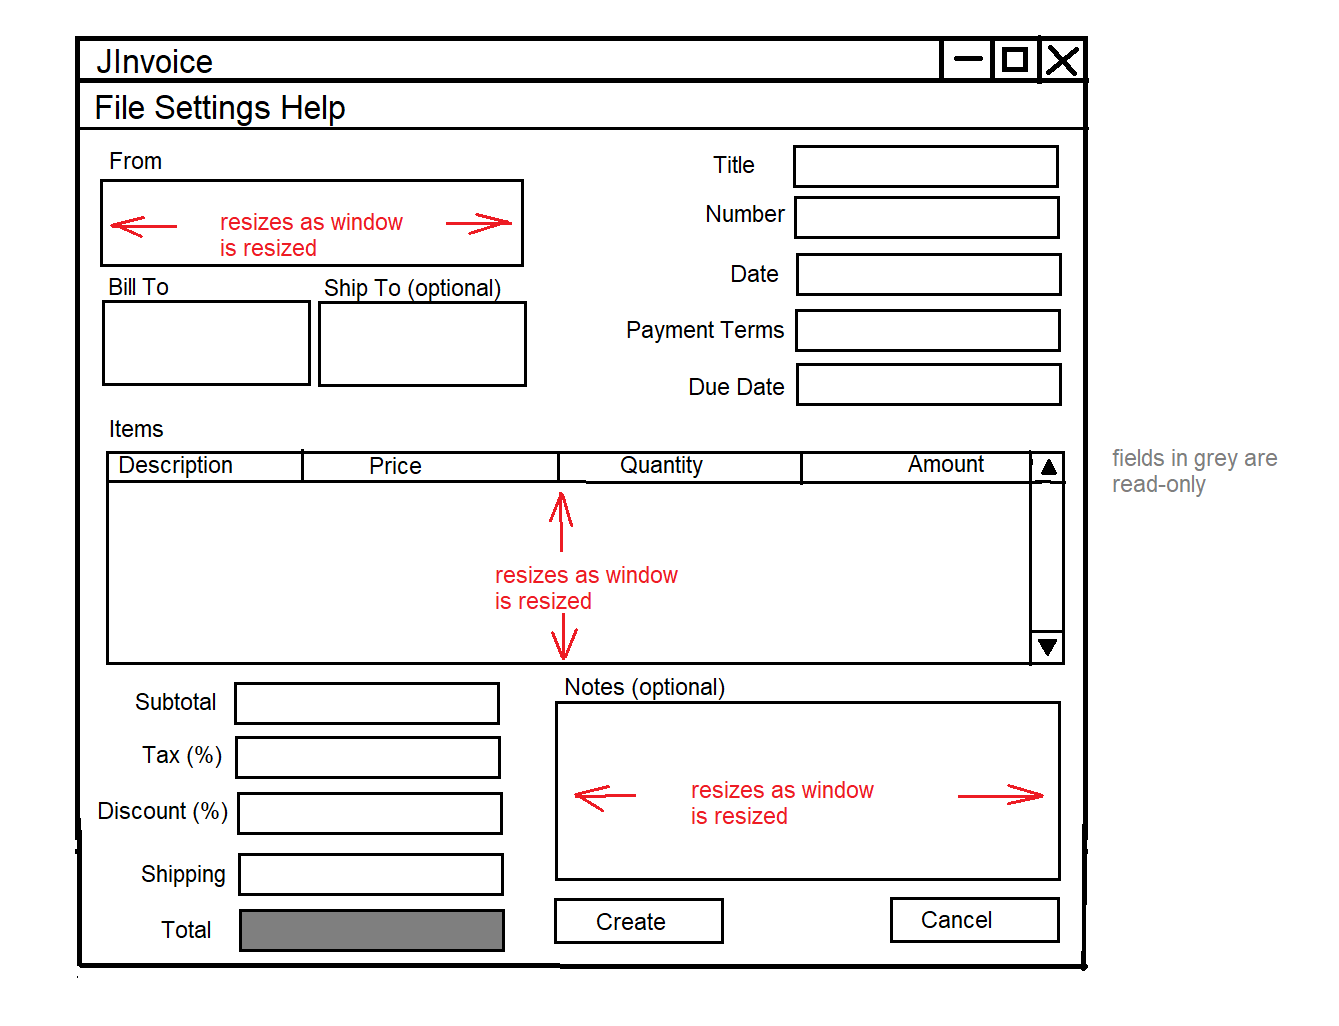 JInvoice
File Settings Help
From
resizes as window
is resized
Bill To
Ship To (optional)
Title
Number
Date
Payment Terms
Due Date
Items
Description Price Quantity Amount
resizes as window
is resized
fields in grey are
read-only
Subtotal
Tax (%)
Discount (%)
Shipping
Total
Notes (optional)
resizes as window
is resized
Create
Cancel